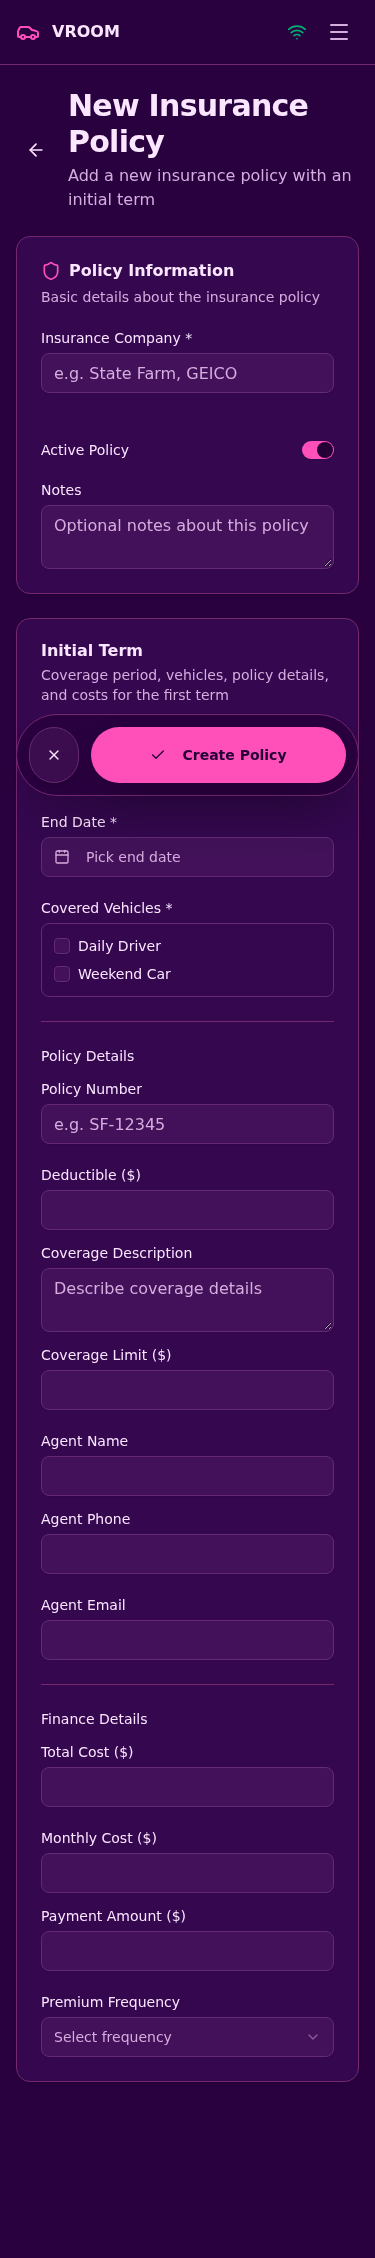 VROOM
New Insurance
Policy
Add a new insurance policy with an
initial term
Policy Information
Basic details about the insurance policy
Insurance Company *
e.g. State Farm, GEICO
Active Policy
Notes
Optional notes about this policy
Initial Term
Coverage period, vehicles, policy details,
and costs for the first term
Create Policy
End Date *
Pick end date
Covered Vehicles *
Daily Driver
Weekend Car
Policy Details
Policy Number
e.g. SF-12345
Deductible ($)
Coverage Description
Describe coverage details
Coverage Limit ($)
Agent Name
Agent Phone
Agent Email
Finance Details
Total Cost ($)
Monthly Cost ($)
Payment Amount ($)
Premium Frequency
Select frequency